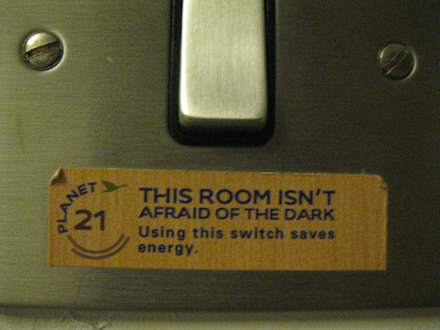 PLANET
21
THIS ROOM ISN'T
AFRAID OF THE DARK
Using this switch saves
energy.